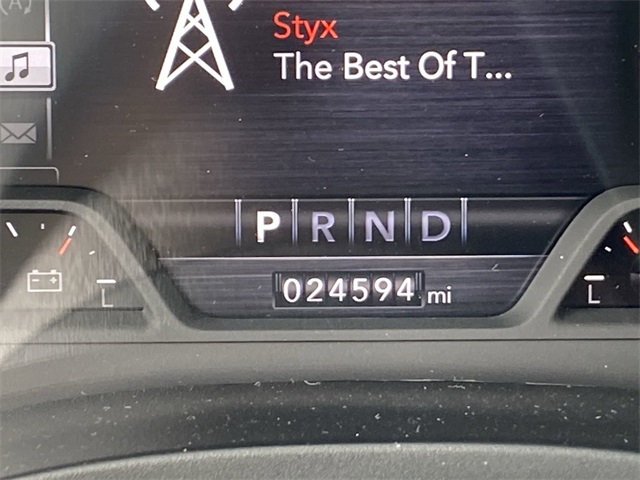 Styx
The Best Of T...
P R N D
024594 mi
L
L